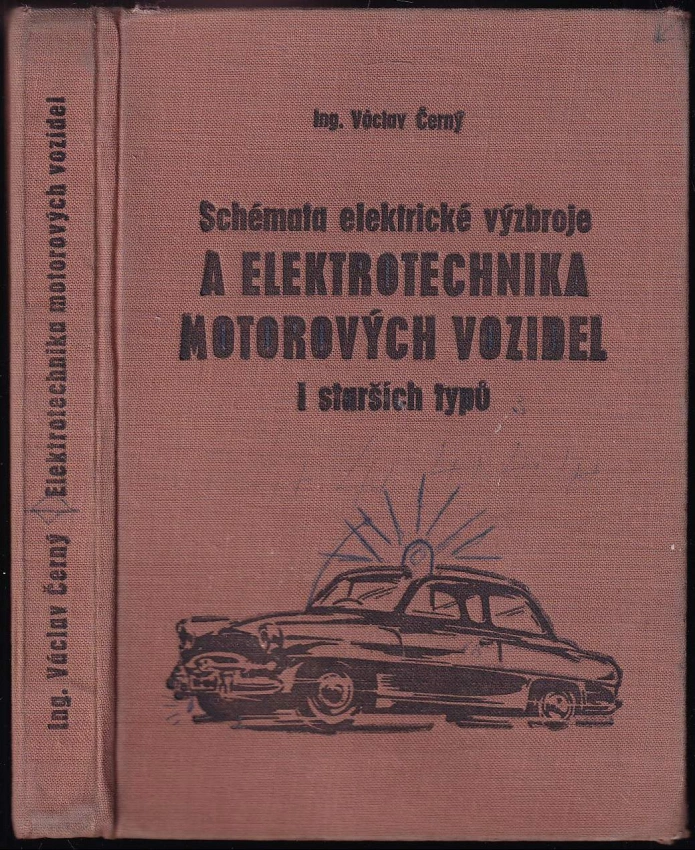 Ing. Václav Černý
Schémata elektrické výzbroje
A ELEKTROTECHNIKA
MOTOROVÝCH VOZIDEL
i starších typů
Ing. Václav Černý Elektrotechnika motorových vozidel